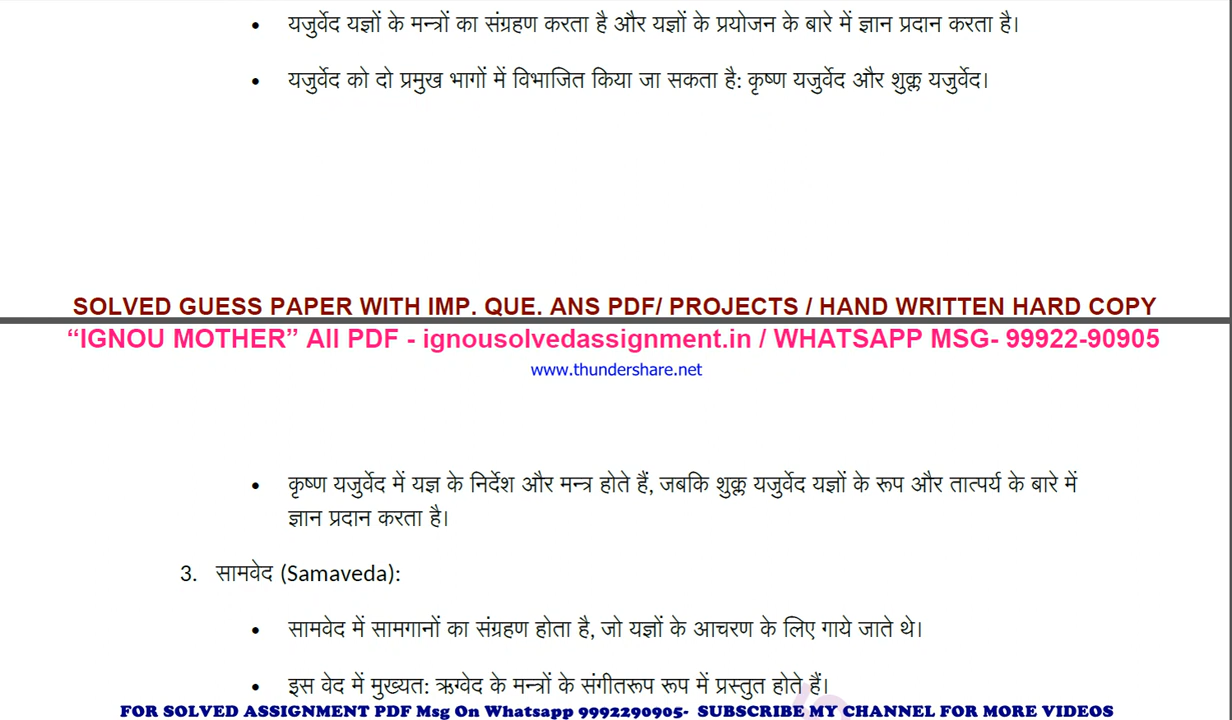 • यजुर्वेद यज्ञों के मन्त्रों का संग्रहण करता है और यज्ञों के प्रयोजन के बारे में ज्ञान प्रदान करता है।
• यजुर्वेद को दो प्रमुख भागों में विभाजित किया जा सकता है: कृष्ण यजुर्वेद और शुक्ल यजुर्वेद।
SOLVED GUESS PAPER WITH IMP. QUE. ANS PDF/ PROJECTS / HAND WRITTEN HARD COPY
“IGNOU MOTHER” All PDF - ignousolvedassignment.in / WHATSAPP MSG- 99922-90905
www.thundershare.net
• कृष्ण यजुर्वेद में यज्ञ के निर्देश और मन्त्र होते हैं, जबकि शुक्ल यजुर्वेद यज्ञों के रूप और तात्पर्य के बारे में
ज्ञान प्रदान करता है।
3. सामवेद (Samaveda):
• सामवेद में सामगानों का संग्रहण होता है, जो यज्ञों के आचरण के लिए गाये जाते थे।
• इस वेद में मुख्यत: ऋग्वेद के मन्त्रों के संगीतरूप रूप में प्रस्तुत होते हैं।
FOR SOLVED ASSIGNMENT PDF Msg On Whatsapp 9992290905- SUBSCRIBE MY CHANNEL FOR MORE VIDEOS